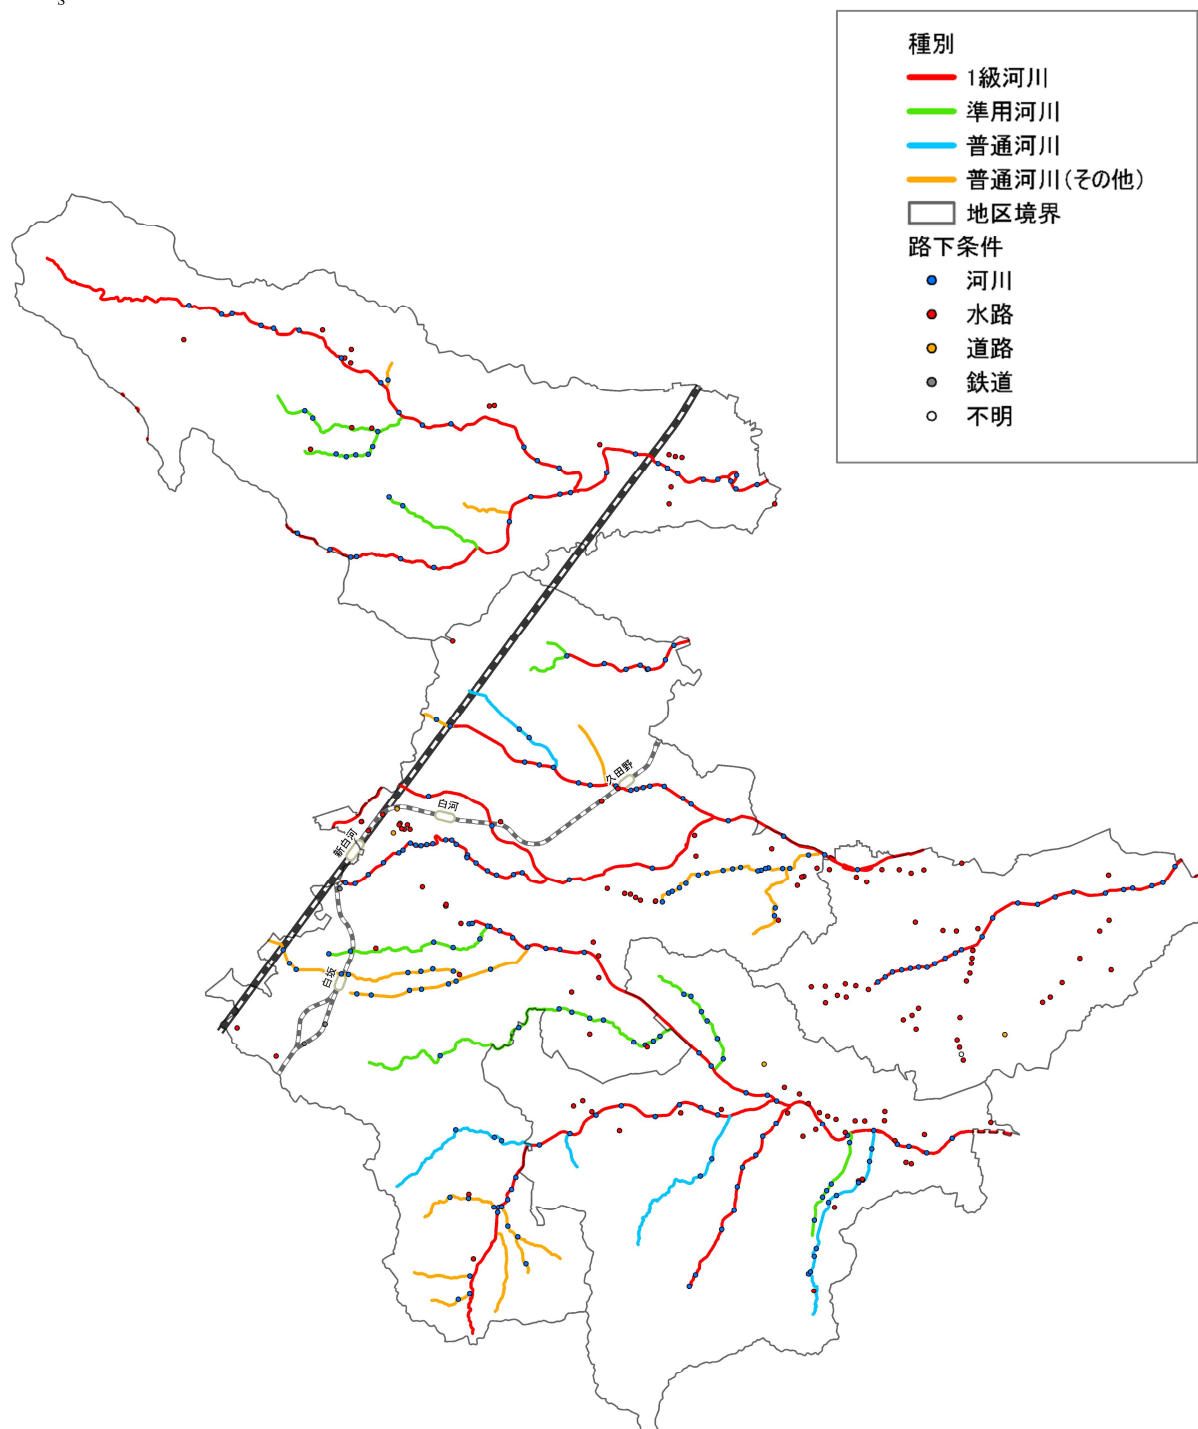 s
種別
1級河川
準用河川
普通河川
普通河川(その他)
地区境界
路下条件
河川
水路
道路
鉄道
不明
久田野
白河
新白河
白坂